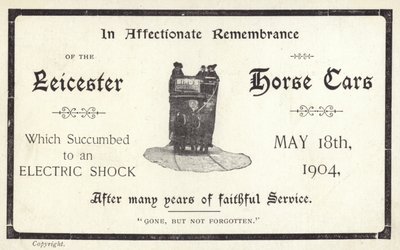 In Affectionate Remembrance
OF THE
Leicester Horse Cars
Which Succumbed
to an
ELECTRIC SHOCK
MAY 18th,
1904,
After many years of faithful Service.
"GONE, BUT NOT FORGOTTEN."
Copyright.